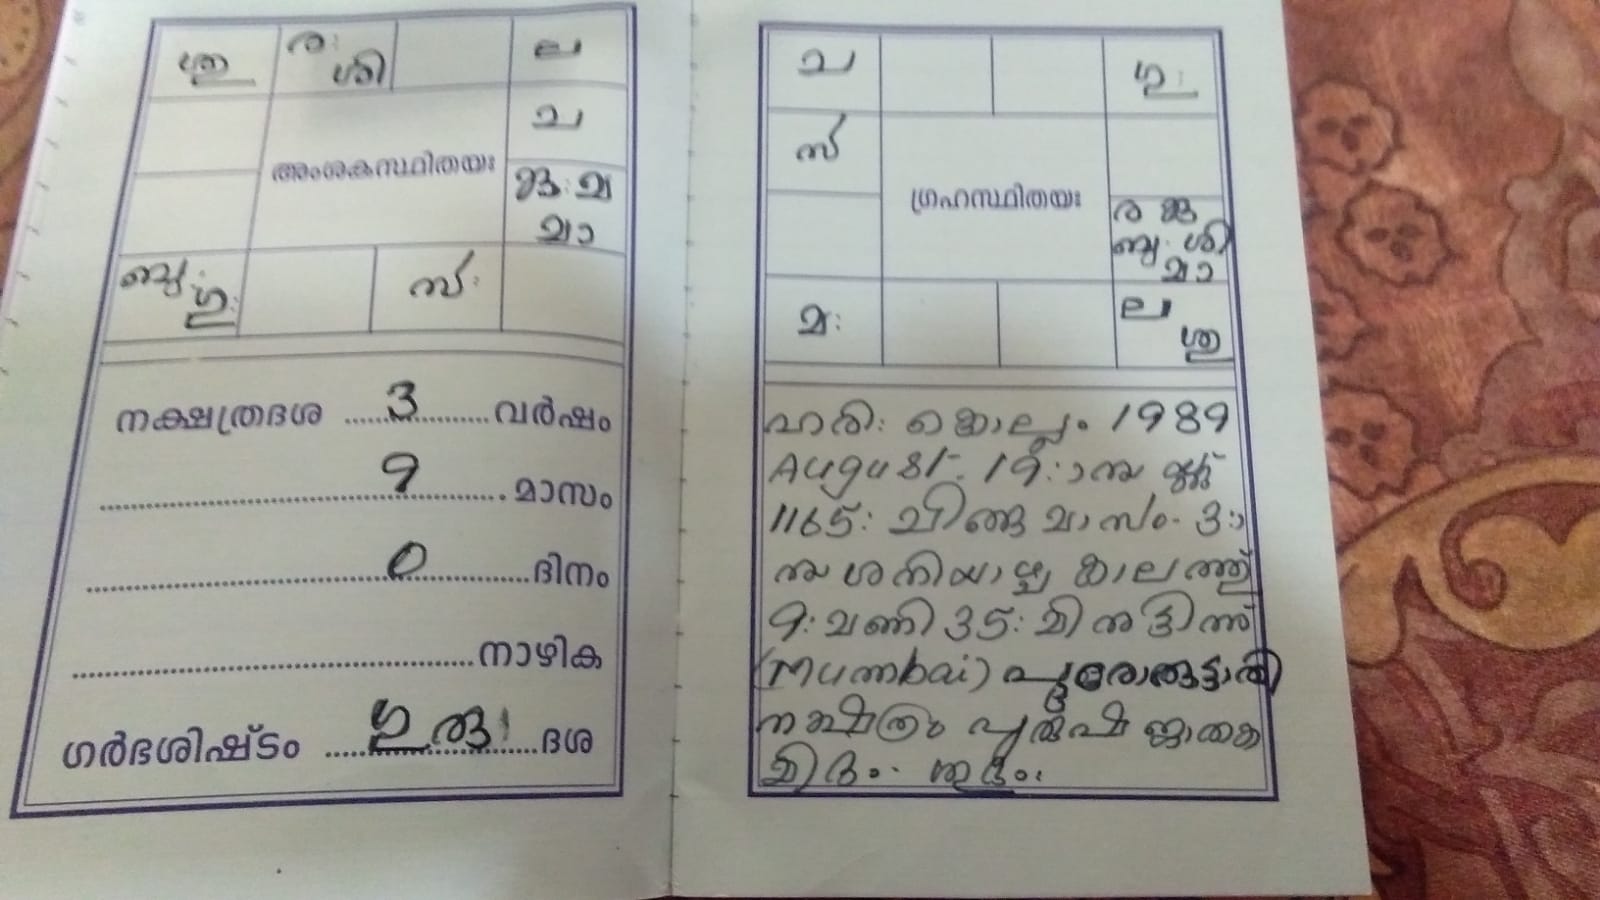 ശു
ര:
ശി
ല
ച
അംശകസ്ഥിതയഃ
മ
മാ
ബു:
ഗു:
സ്:
നക്ഷത്രദശ 3 വർഷം
9 മാസം
0 ദിനം
നാഴിക
ഗർഭശിഷ്ടം ഗുരു ദശ
ച
ഗു:
സ്
ഗ്രഹസ്ഥിതയഃ
ര കു
ബു: ശി
മാ
മ:
ല
ശു
ഹരി: കൊല്ലം 1989
August 19:ാം
1165: ചിങ്ങ മാസം 3ാ
ശനിയാഴ്ച കാലത്ത്
9: മണി 35: മിനുട്ടിന്
(Mumbai) പൂരോരുട്ടാതി
നക്ഷത്രം പുരുഷ ജാതക
മിദം. ശുഭം: